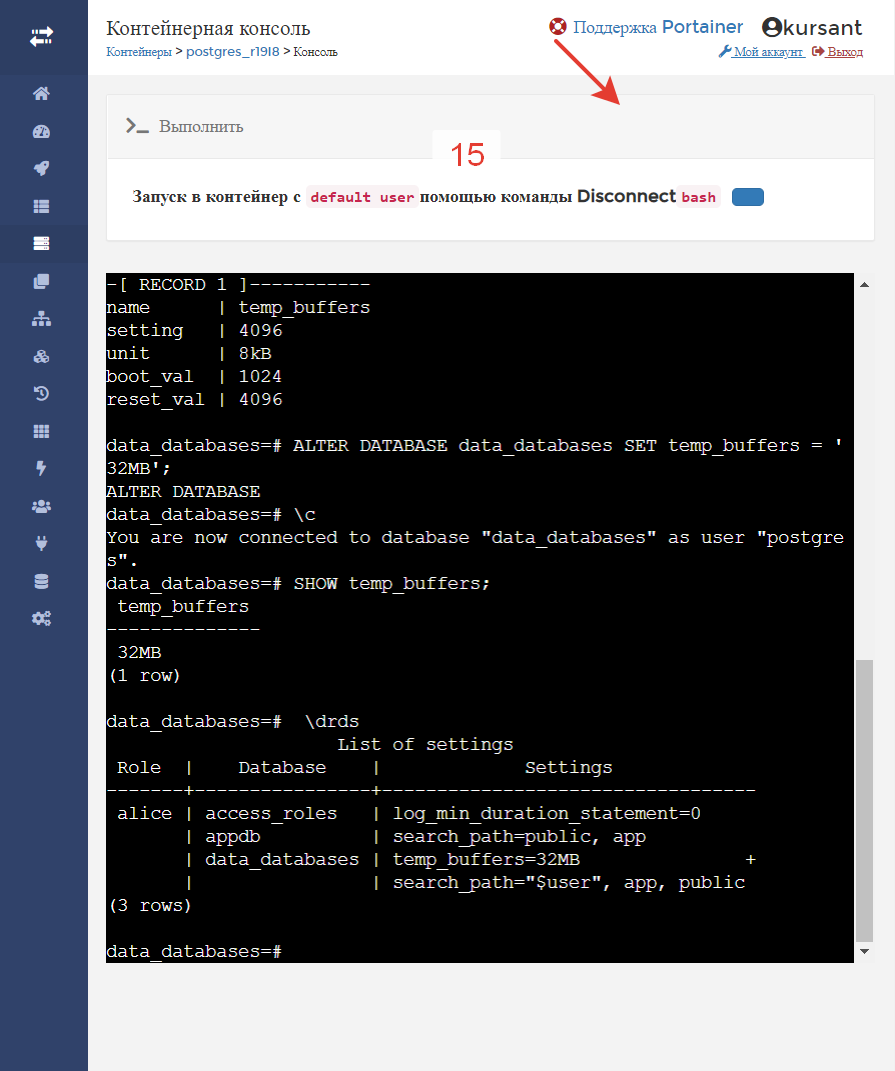 Контейнерная консоль
Поддержка Portainer kursant
Контейнеры > postgres_r19l8 > Консоль
Мой аккаунт Выход
Выполнить
15
Запуск в контейнер с default user помощью команды Disconnect bash
-[ RECORD 1 ]-----------
name | temp_buffers
setting | 4096
unit | 8kB
boot_val | 1024
reset_val | 4096
data_databases=# ALTER DATABASE data_databases SET temp_buffers = '
32MB';
ALTER DATABASE
data_databases=# \c
You are now connected to database "data_databases" as user "postgre
s".
data_databases=# SHOW temp_buffers;
temp_buffers
--------------
32MB
(1 row)
data_databases=# \drds
List of settings
Role | Database | Settings
-------+----------------+----------------------------------
alice | access_roles | log_min_duration_statement=0
| appdb | search_path=public, app
| data_databases | temp_buffers=32MB +
| | search_path="$user", app, public
(3 rows)
data_databases=#